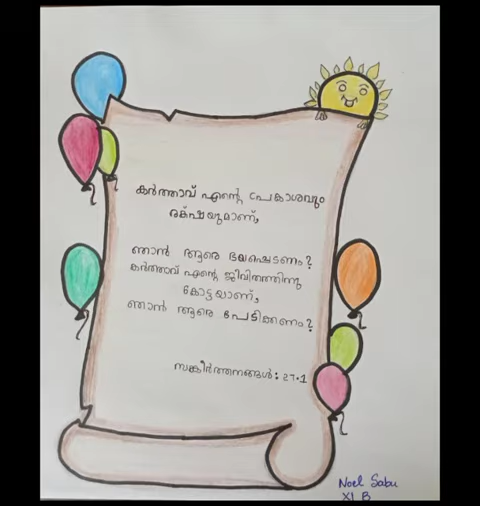 കർത്താവ് എന്റെ പ്രകാശവും
രക്ഷയുമാണ്,
ഞാൻ ആരെ ഭയപ്പെടണം?
കർത്താവ് എന്റെ ജീവിതത്തിനു
കോട്ടയാണ്,
ഞാൻ ആരെ പേടിക്കണം?
സങ്കീർത്തനങ്ങൾ: 27.1
Noel Sabu
XI B